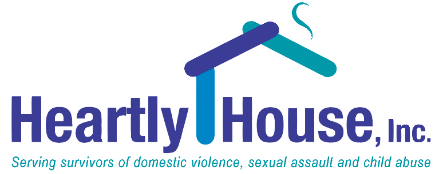 Heartly House, Inc.
Serving survivors of domestic violence, sexual assault and child abuse